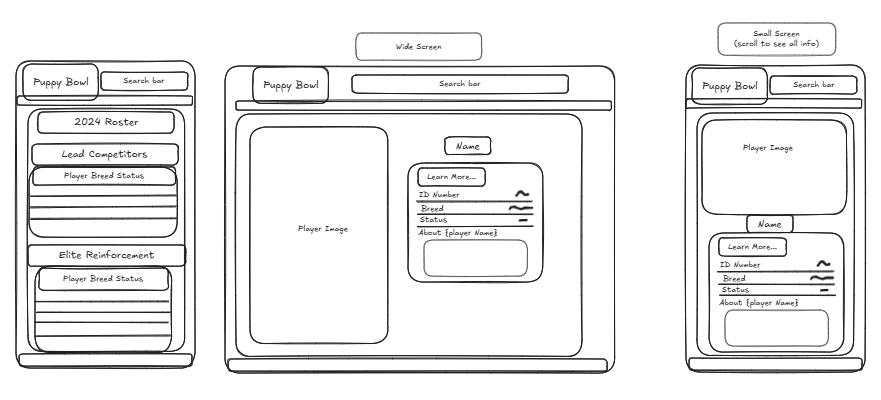 Puppy Bowl
Search bar
2024 Roster
Lead Competitors
Player Breed Status
Elite Reinforcement
Player Breed Status
Wide Screen
Puppy Bowl
Search bar
Player Image
Name
Learn More...
ID Number
Breed
Status
About {player Name}
Small Screen
(scroll to see all info)
Puppy Bowl
Search bar
Player Image
Name
Learn More...
ID Number
Breed
Status
About {player Name}